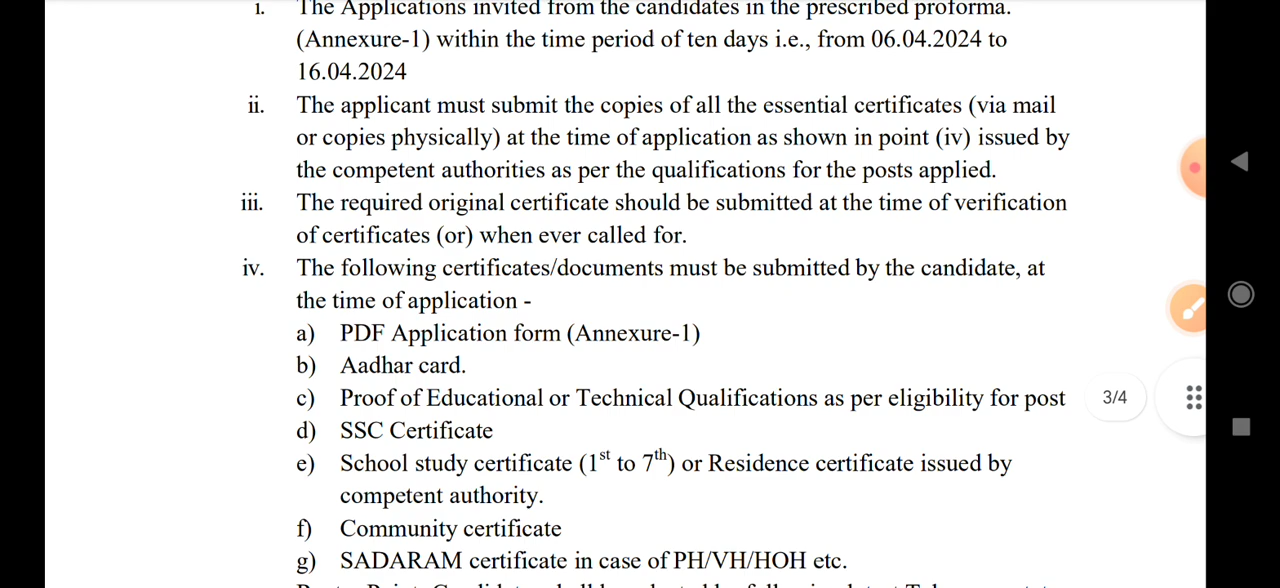 i. The Applications invited from the candidates in the prescribed proforma.
(Annexure-1) within the time period of ten days i.e., from 06.04.2024 to
16.04.2024
ii. The applicant must submit the copies of all the essential certificates (via mail
or copies physically) at the time of application as shown in point (iv) issued by
the competent authorities as per the qualifications for the posts applied.
iii. The required original certificate should be submitted at the time of verification
of certificates (or) when ever called for.
iv. The following certificates/documents must be submitted by the candidate, at
the time of application -
a) PDF Application form (Annexure-1)
b) Aadhar card.
c) Proof of Educational or Technical Qualifications as per eligibility for post
3/4
d) SSC Certificate
e) School study certificate (1st to 7th) or Residence certificate issued by
competent authority.
f) Community certificate
g) SADARAM certificate in case of PH/VH/HOH etc.